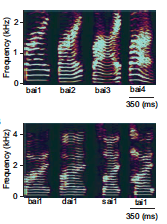 Frequency (kHz)
2
1
0
bai1 bai2 bai3 bai4
350 (ms)
Frequency (kHz)
4
2
0
bai1 dai1 sai1 tai1
350 (ms)